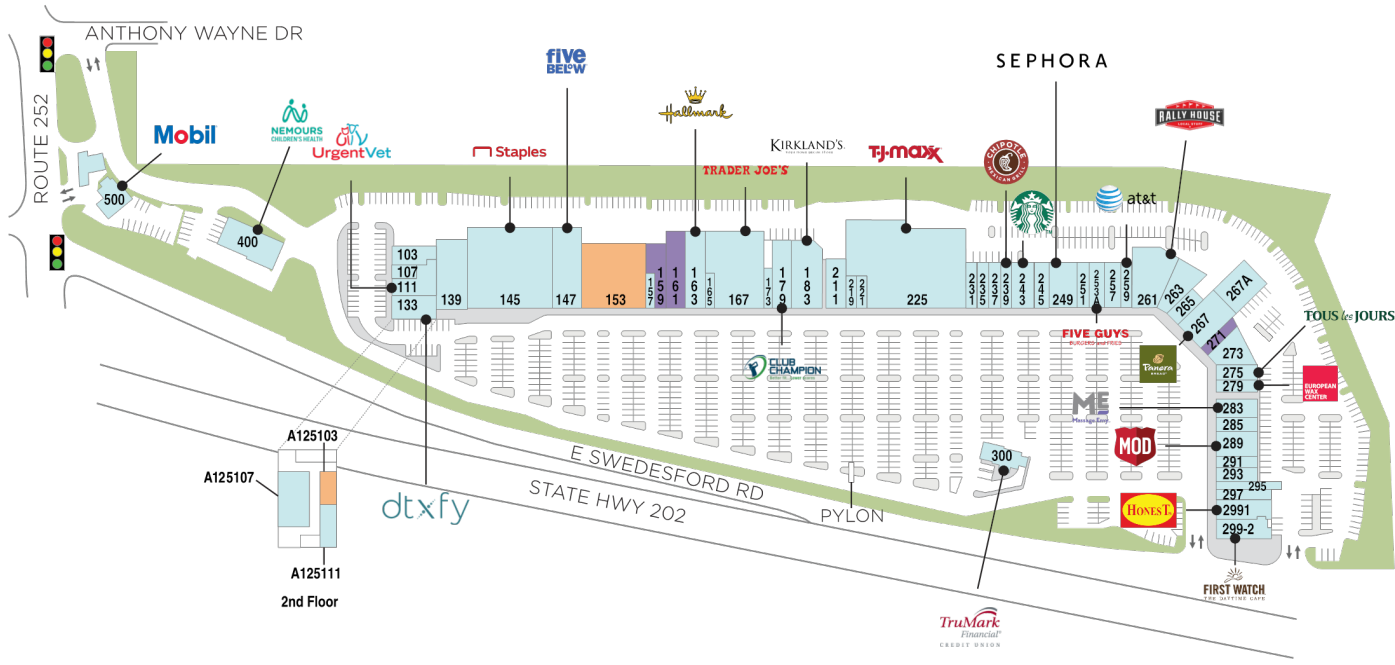 ANTHONY WAYNE DR
ROUTE 252
five
BELOW
SEPHORA
Hallmark
RALLY HOUSE
Mobil
NEMOURS
CHILDREN'S HEALTH
UrgentVet
Staples
TRADER JOE'S
KIRKLAND'S
T·J·maxx
CHIPOTLE
MEXICAN GRILL
at&t
500
400
103
107
111
133
139
145
147
153
157
159
161
163
165
167
173
179
183
211
219
221
225
231
235
237
239
243
245
249
251
253A
257
259
261
263
265
267
267A
271
273
275
279
283
285
289
291
293
295
297
2991
299-2
300
TOUS les JOURS
FIVE GUYS
BURGERS and FRIES
Panera
BREAD
CLUB
CHAMPION
EUROPEAN
WAX
CENTER
ME
Massage Envy
MOD
HONEST
FIRST WATCH
THE DAYTIME CAFE
A125103
A125107
A125111
2nd Floor
dtxfy
E SWEDESFORD RD
STATE HWY 202
PYLON
TruMark
Financial
CREDIT UNION